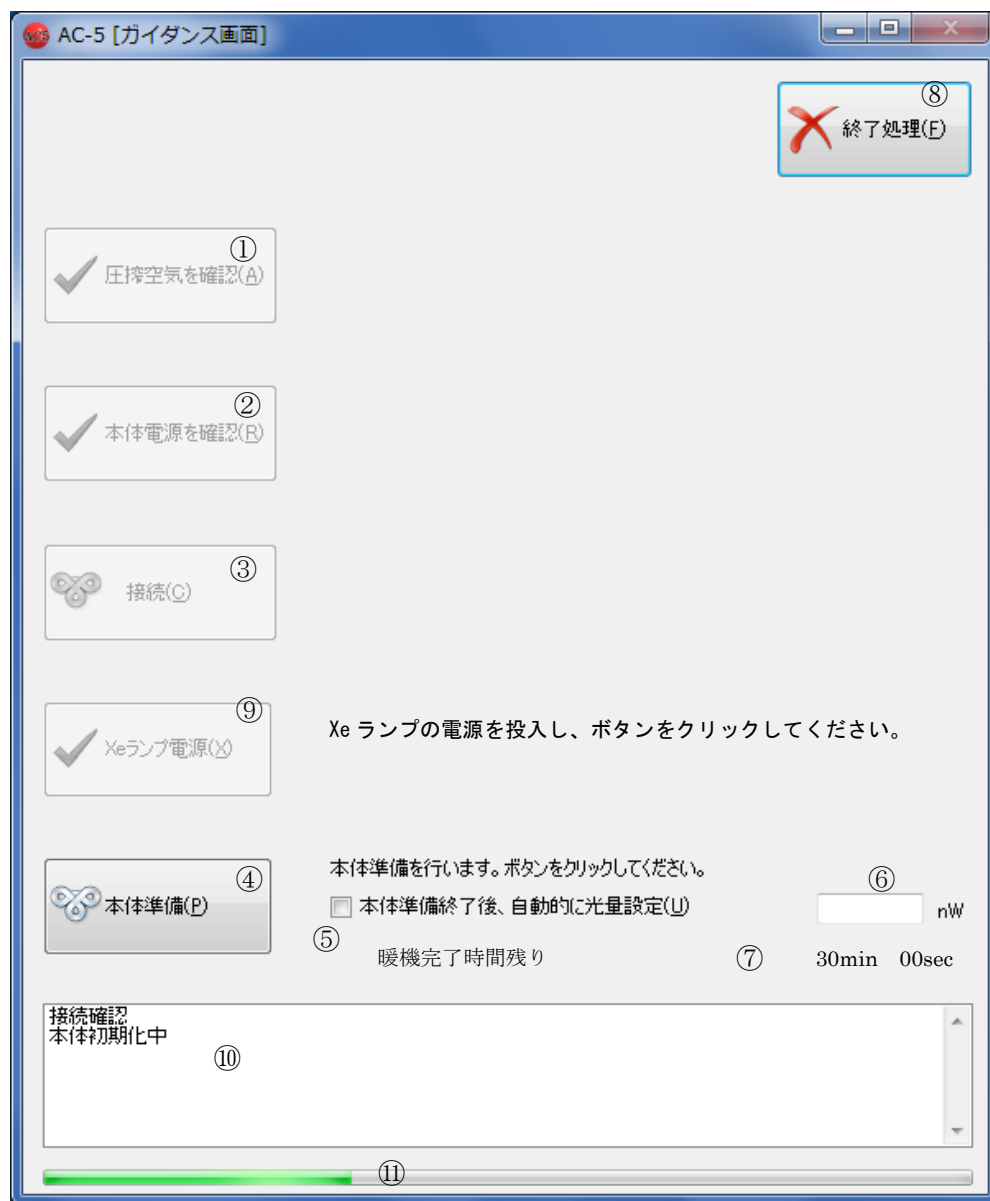 AC-5 [ガイダンス画面]
⑧
終了処理(F)
①
圧搾空気を確認(A)
②
本体電源を確認(R)
③
接続(C)
⑨
Xeランプ電源(X)
Xe ランプの電源を投入し、ボタンをクリックしてください。
④
本体準備(P)
本体準備を行います。ボタンをクリックしてください。
⑥
本体準備終了後、自動的に光量設定(U)
nW
⑤
暖機完了時間残り ⑦ 30min 00sec
接続確認
本体初期化中
⑩
⑪